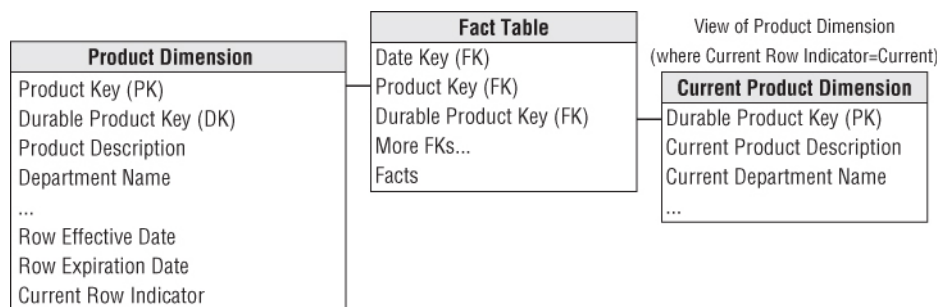 Product Dimension
Product Key (PK)
Durable Product Key (DK)
Product Description
Department Name
...
Row Effective Date
Row Expiration Date
Current Row Indicator
Fact Table
Date Key (FK)
Product Key (FK)
Durable Product Key (FK)
More FKs...
Facts
View of Product Dimension
(where Current Row Indicator=Current)
Current Product Dimension
Durable Product Key (PK)
Current Product Description
Current Department Name
...